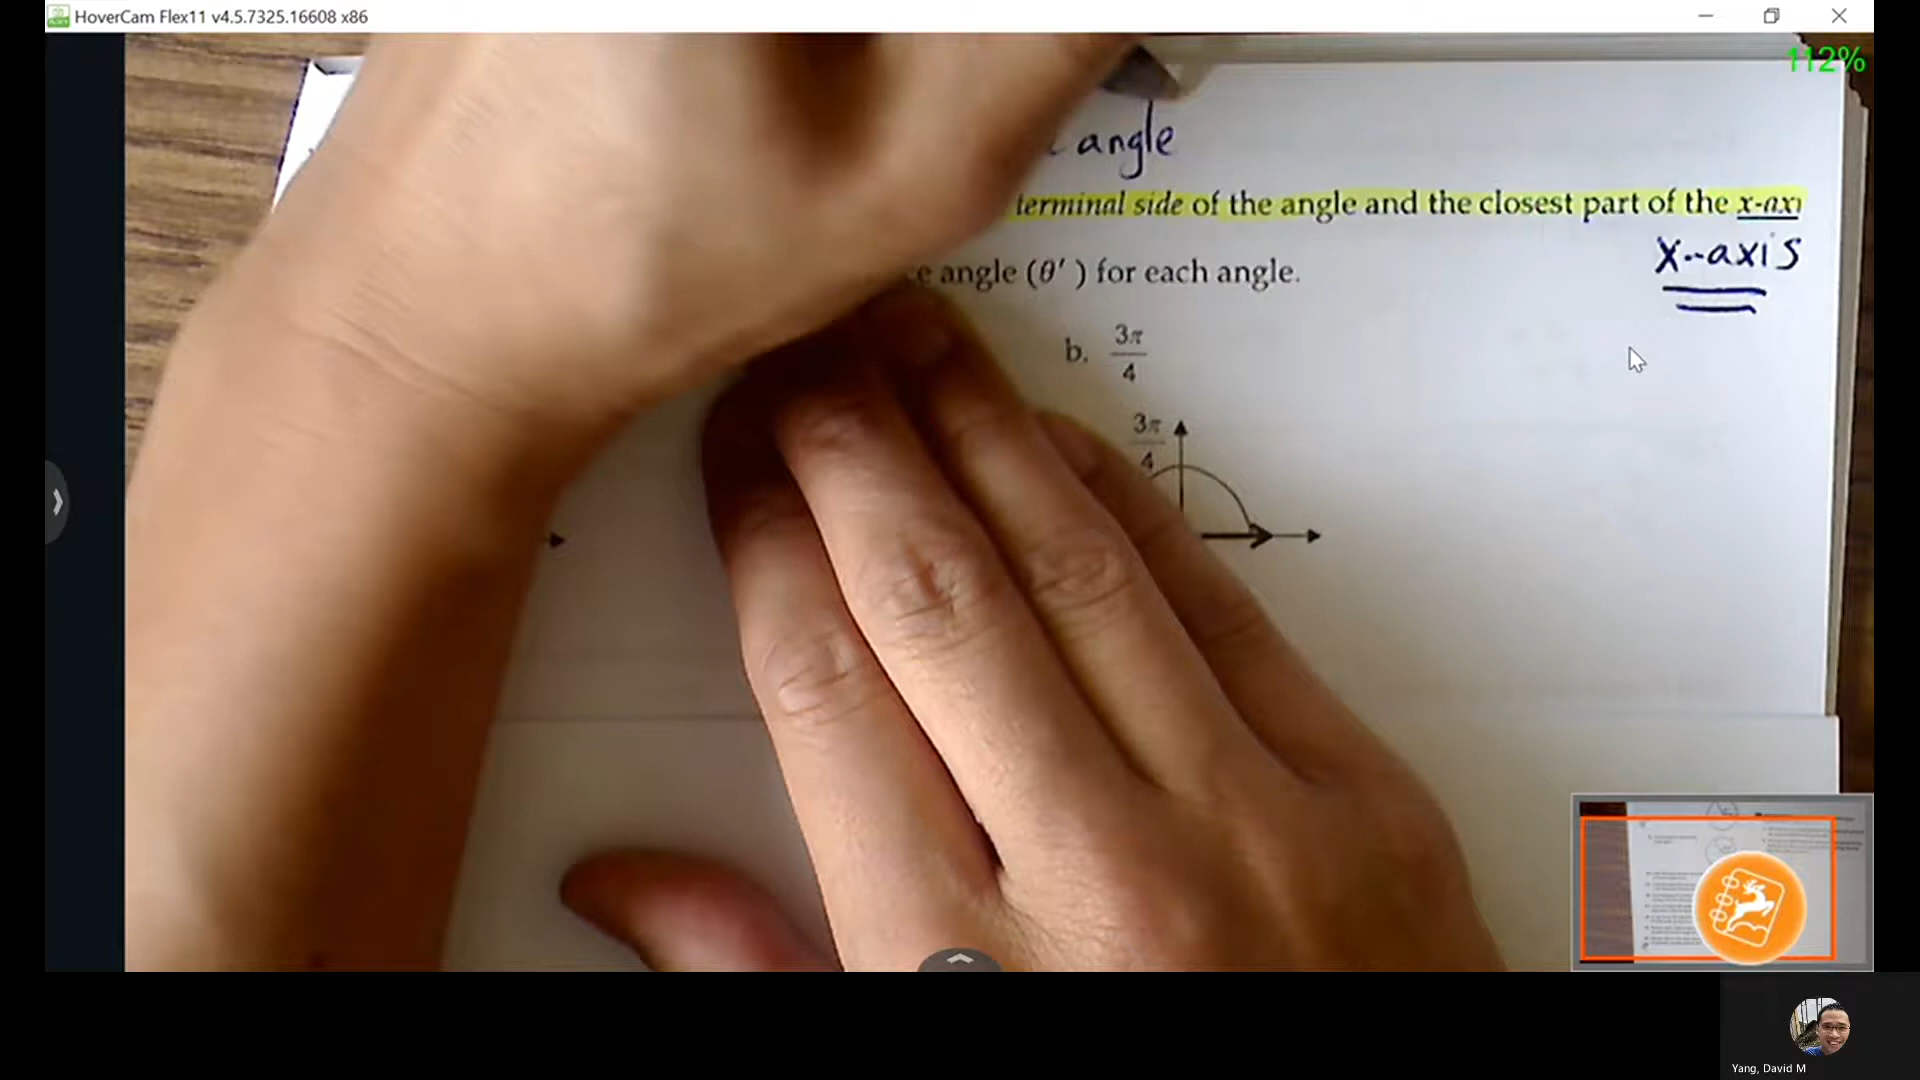 HoverCam Flex11 v4.5.7325.16608 x86
112%
angle
terminal side of the angle and the closest part of the x-axi
x-axis
angle (θ′ ) for each angle.
b. 3π/4
3π/4
Yang, David M